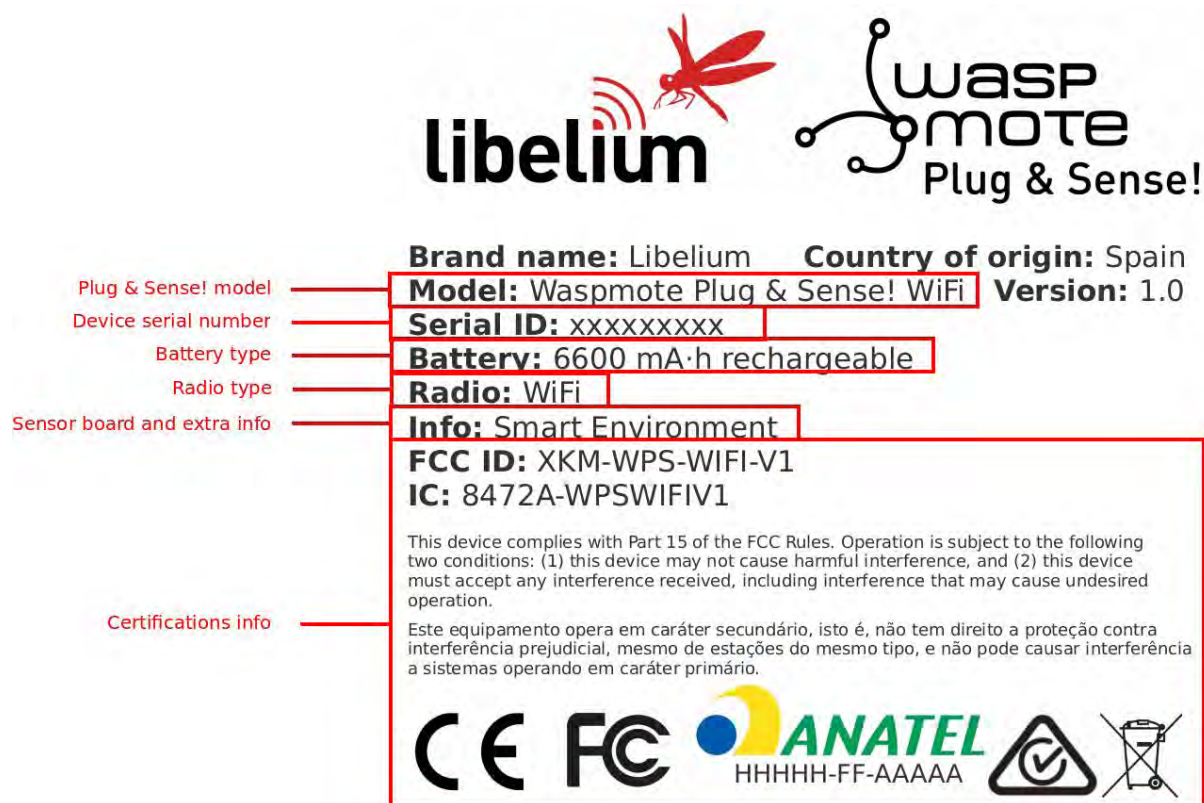 libelium
wasp
mote
Plug & Sense!
Brand name: Libelium Country of origin: Spain
Plug & Sense! model
Model: Waspmote Plug & Sense! WiFi Version: 1.0
Device serial number
Serial ID: xxxxxxxxx
Battery type
Battery: 6600 mA·h rechargeable
Radio type
Radio: WiFi
Sensor board and extra info
Info: Smart Environment
FCC ID: XKM-WPS-WIFI-V1
IC: 8472A-WPSWIFIV1
This device complies with Part 15 of the FCC Rules. Operation is subject to the following
two conditions: (1) this device may not cause harmful interference, and (2) this device
must accept any interference received, including interference that may cause undesired
operation.
Certifications info
Este equipamento opera em caráter secundário, isto é, não tem direito a proteção contra
interferência prejudicial, mesmo de estações do mesmo tipo, e não pode causar interferência
a sistemas operando em caráter primário.
CE FC ANATEL
HHHHH-FF-AAAAA